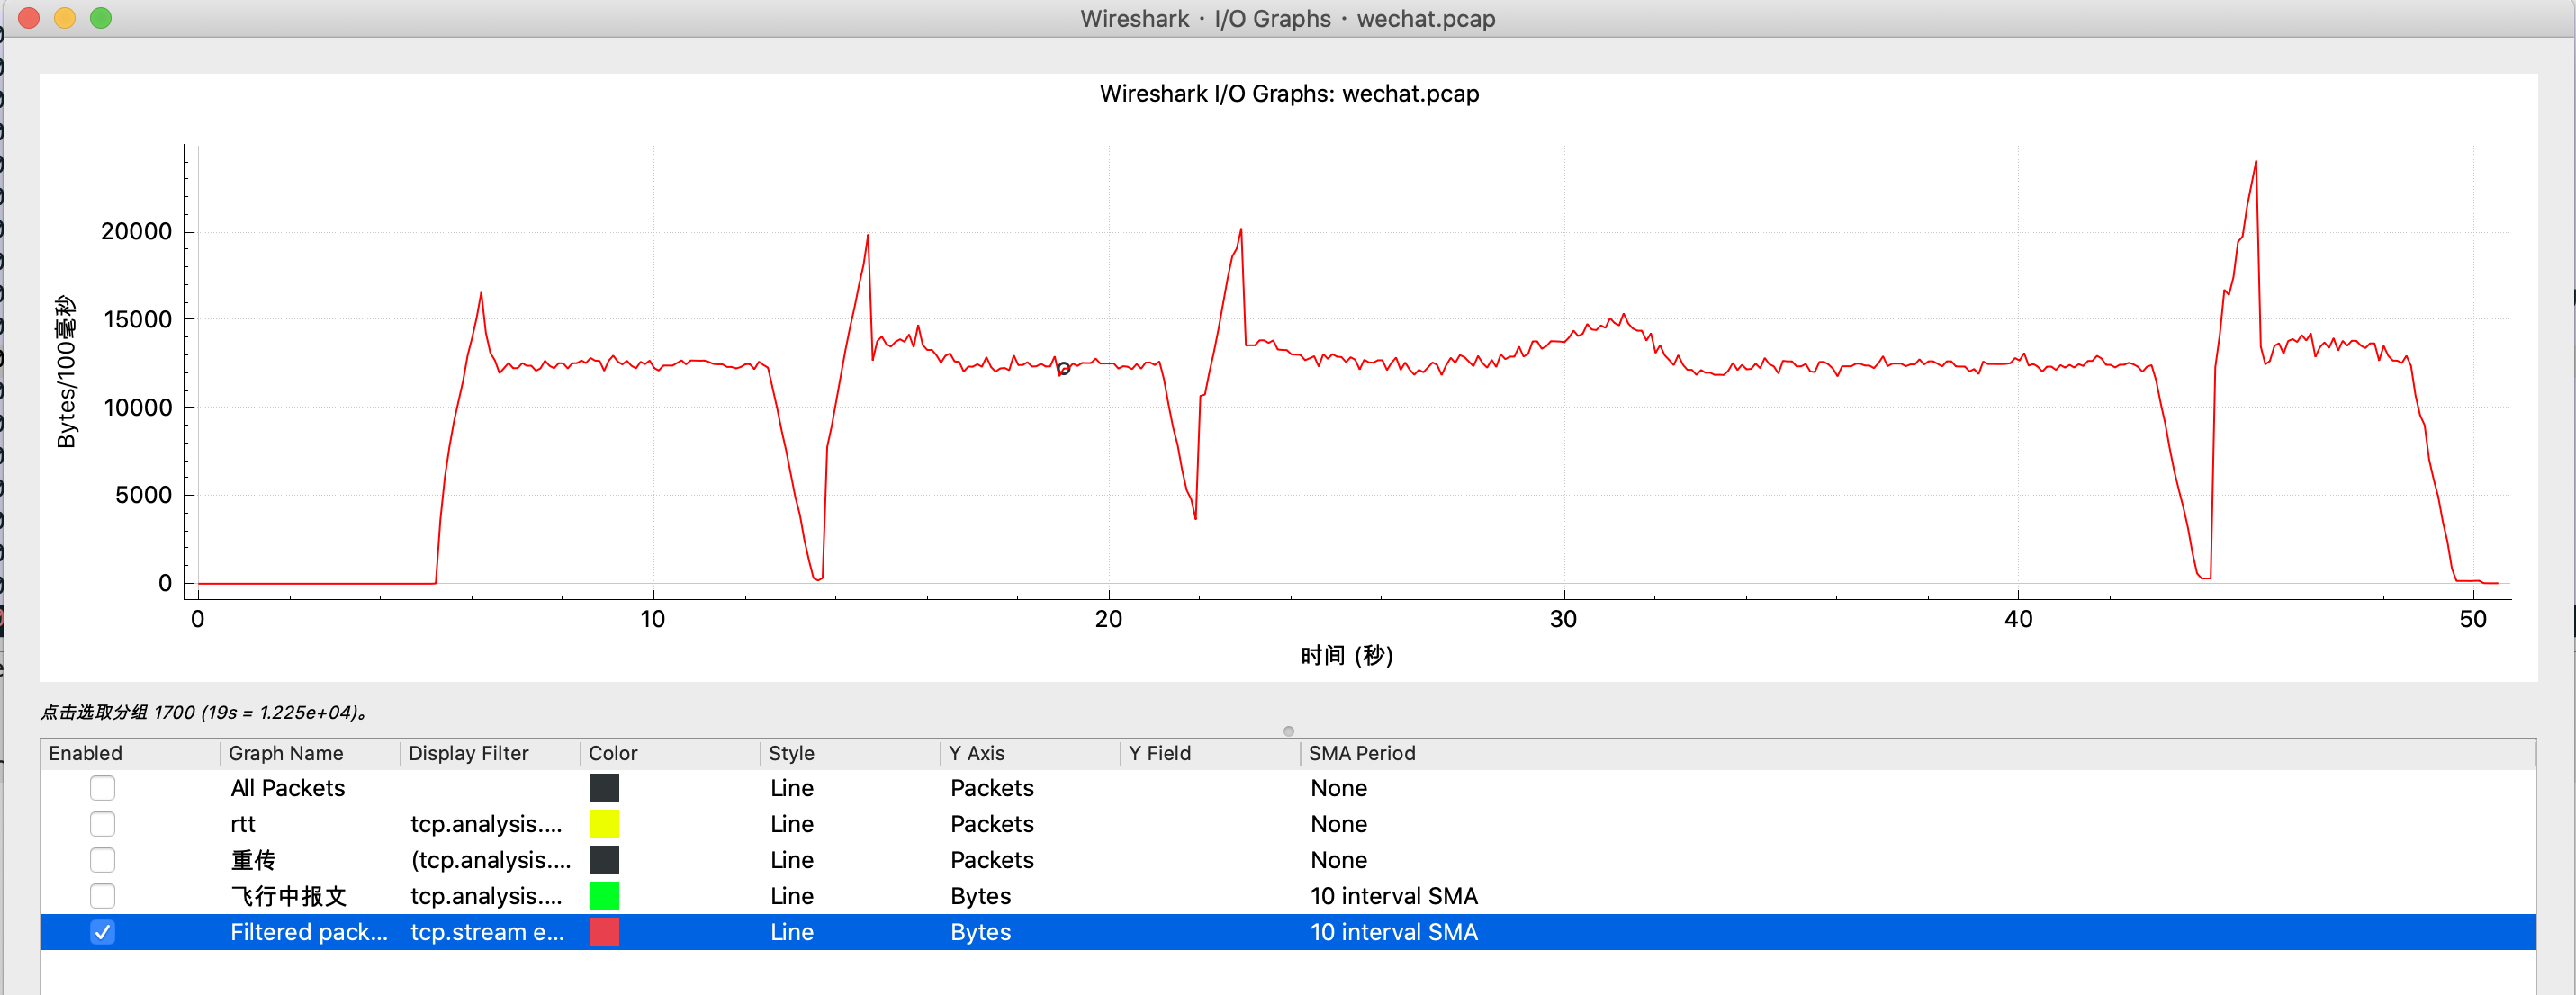 Wireshark · I/O Graphs · wechat.pcap
Wireshark I/O Graphs: wechat.pcap
20000
15000
10000
5000
0
Bytes/100毫秒
0 10 20 30 40 50
时间 (秒)
点击选取分组 1700 (19s = 1.225e+04)。
Enabled Graph Name Display Filter Color Style Y Axis Y Field SMA Period
All Packets Line Packets None
rtt tcp.analysis.... Line Packets None
重传 (tcp.analysis.... Line Packets None
飞行中报文 tcp.analysis.... Line Bytes 10 interval SMA
Filtered pack... tcp.stream e... Line Bytes 10 interval SMA